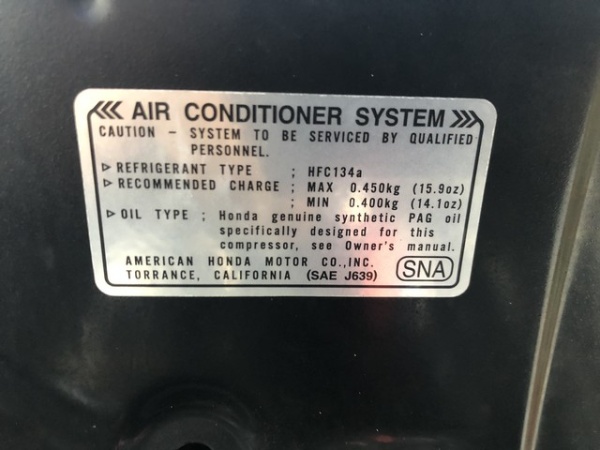 ⋘ AIR CONDITIONER SYSTEM ⋙
CAUTION – SYSTEM TO BE SERVICED BY QUALIFIED
PERSONNEL.
▷ REFRIGERANT TYPE ; HFC134a
▷ RECOMMENDED CHARGE ; MAX 0.450kg (15.9oz)
; MIN 0.400kg (14.1oz)
▷ OIL TYPE ; Honda genuine synthetic PAG oil
specifically designed for this
compressor, see Owner's manual.
AMERICAN HONDA MOTOR CO.,INC.
TORRANCE, CALIFORNIA (SAE J639) SNA